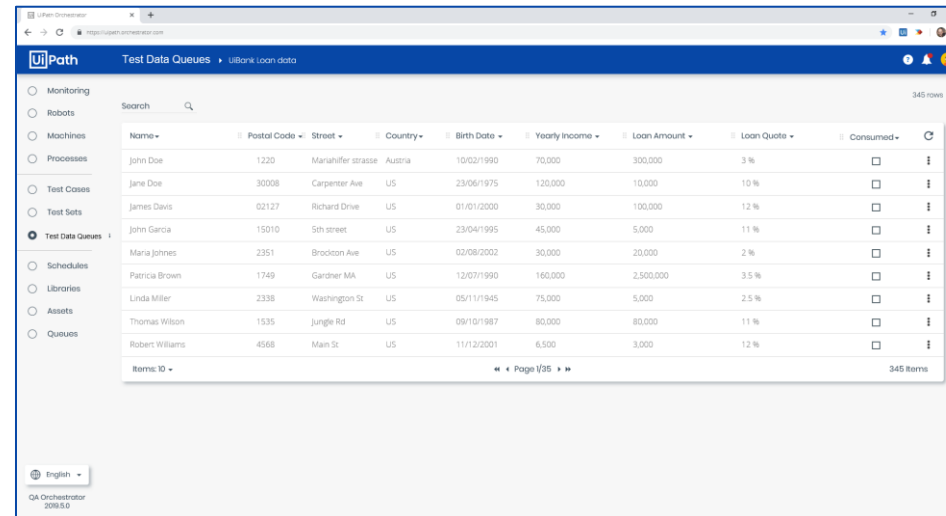 UiPath Orchestrator
https://uipath.orchestrator.com
UiPath
Test Data Queues UiBank Loan data
Monitoring
Robots
Machines
Processes
Test Cases
Test Sets
Test Data Queues
Schedules
Libraries
Assets
Queues
English
QA Orchestrator
2019.5.0
Search
345 rows
Name Postal Code Street Country Birth Date Yearly Income Loan Amount Loan Quote Consumed
John Doe 1220 Mariahilfer strasse Austria 10/02/1990 70,000 300,000 3 %
Jane Doe 30008 Carpenter Ave US 23/06/1975 120,000 10,000 10 %
James Davis 02127 Richard Drive US 01/01/2000 30,000 100,000 12 %
John Garcia 15010 5th street US 23/04/1995 45,000 5,000 11 %
Maria Johnes 2351 Brockton Ave US 02/08/2002 30,000 20,000 2 %
Patricia Brown 1749 Gardner MA US 12/07/1990 160,000 2,500,000 3.5 %
Linda Miller 2338 Washington St US 05/11/1945 75,000 5,000 2.5 %
Thomas Wilson 1535 Jungle Rd US 09/10/1987 80,000 80,000 11 %
Robert Williams 4568 Main St US 11/12/2001 6,500 3,000 12 %
Items: 10 Page 1/35 345 Items